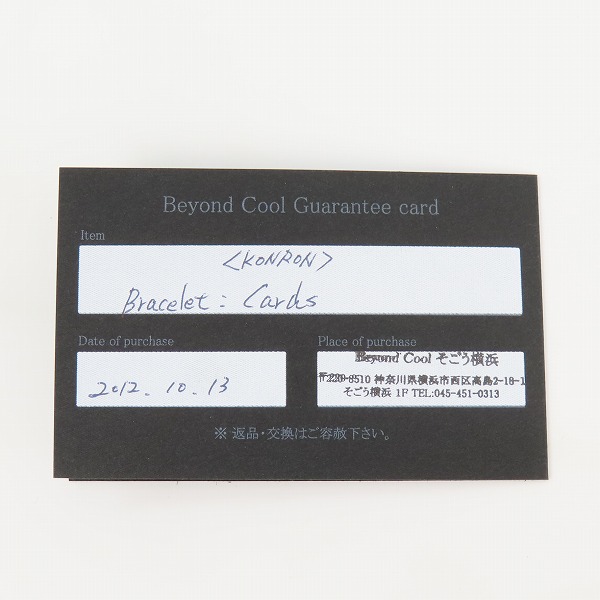 Beyond Cool Guarantee card
Item
<KONRON>
Bracelet : Cards
Date of purchase
Place of purchase
2012.10.13
Beyond Cool そごう横浜
〒220-8510 神奈川県横浜市西区高島2-18-1
そごう横浜 1F TEL:045-451-0313
※ 返品・交換はご容赦下さい。